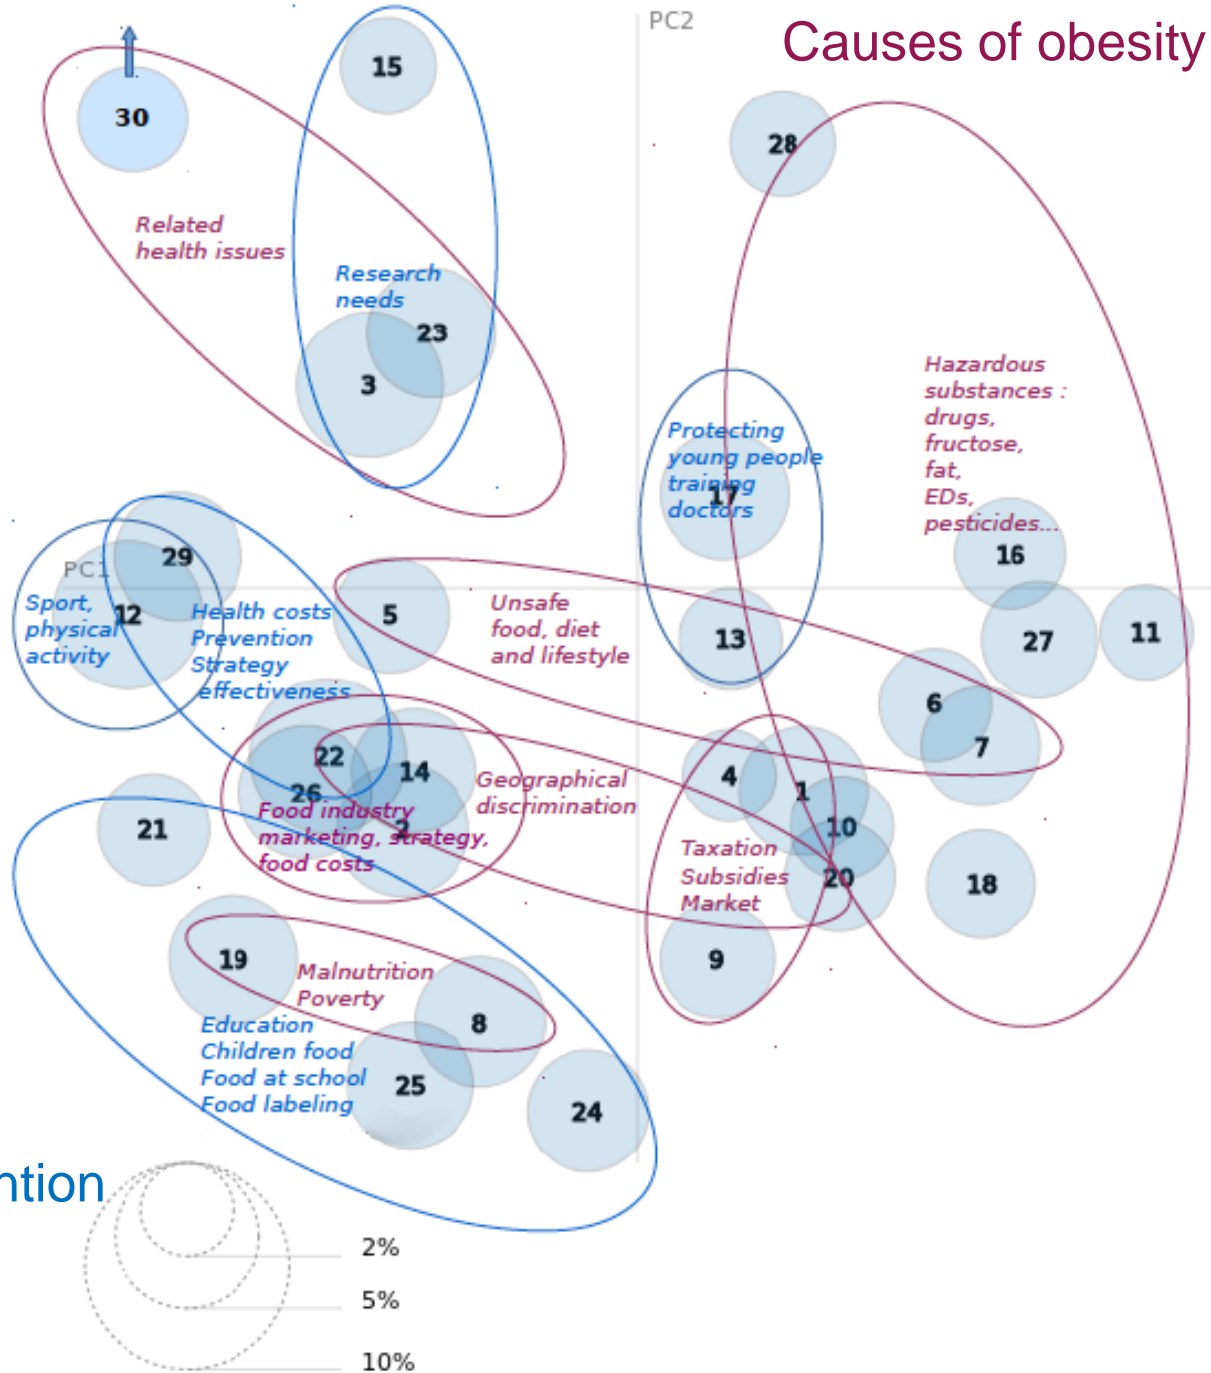 PC2
Causes of obesity
15
30
28
Related
health issues
Research
needs
23
3
Hazardous
substances :
drugs,
fructose,
fat,
EDs,
pesticides...
Protecting
young people
training
doctors
17
16
29
PC1
12
Sport,
physical
activity
Health costs
Prevention
Strategy
effectiveness
5
Unsafe
food, diet
and lifestyle
13
27
11
6
7
22
14
26
2
Food industry
marketing, strategy,
food costs
Geographical
discrimination
4
1
10
20
18
Taxation
Subsidies
Market
9
21
19
Malnutrition
Poverty
8
Education
Children food
Food at school
Food labeling
25
24
ntion
2%
5%
10%